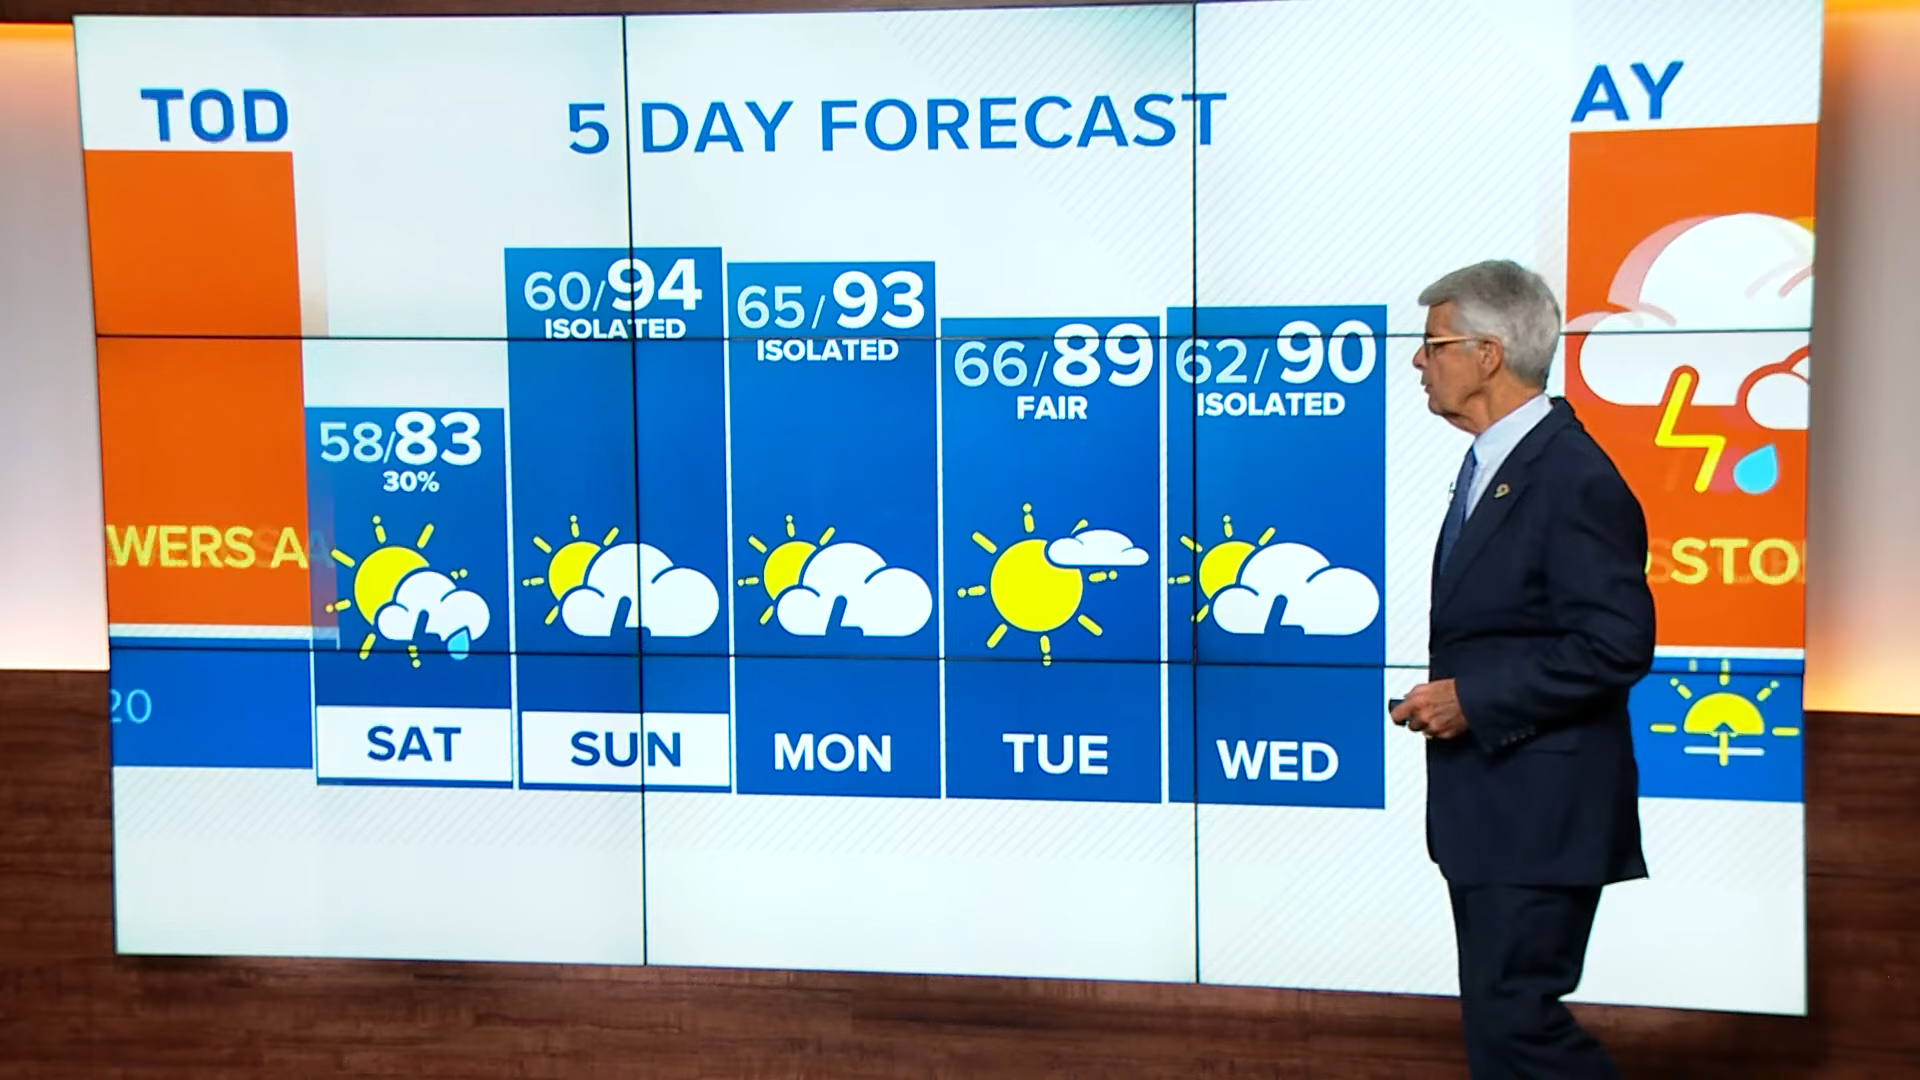 TOD
5 DAY FORECAST
AY
58/83
30%
60/94
ISOLATED
65/93
ISOLATED
66/89
FAIR
62/90
ISOLATED
WERS A
STO
20
SAT
SUN
MON
TUE
WED